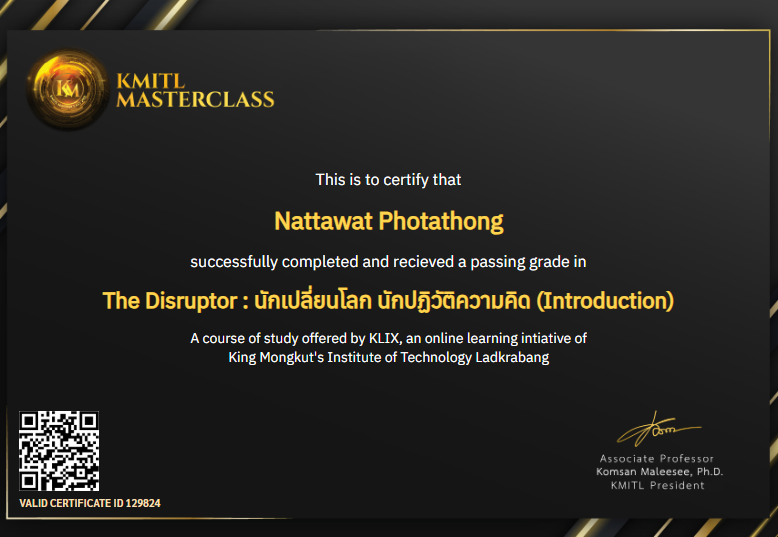 KMITL
MASTERCLASS
This is to certify that
Nattawat Photathong
successfully completed and recieved a passing grade in
The Disruptor : นักเปลี่ยนโลก นักปฏิวัติความคิด (Introduction)
A course of study offered by KLIX, an online learning intiative of
King Mongkut's Institute of Technology Ladkrabang
Associate Professor
Komsan Maleesee, Ph.D.
KMITL President
VALID CERTIFICATE ID 129824